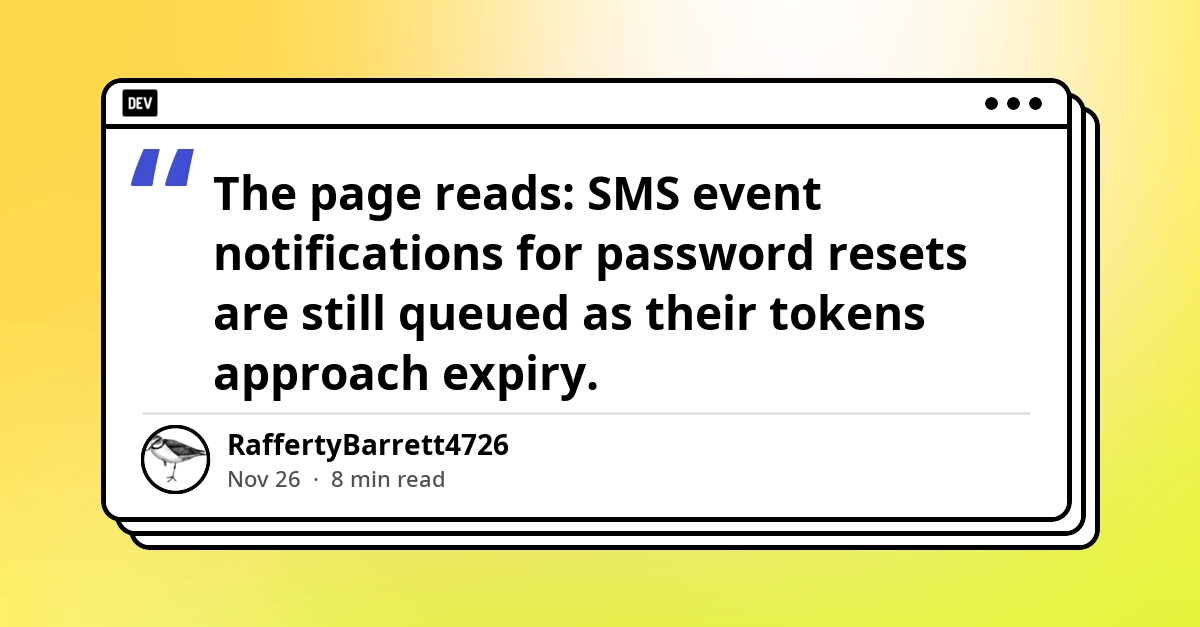 DEV
“The page reads: SMS event
notifications for password resets
are still queued as their tokens
approach expiry.
RaffertyBarrett4726
Nov 26 · 8 min read